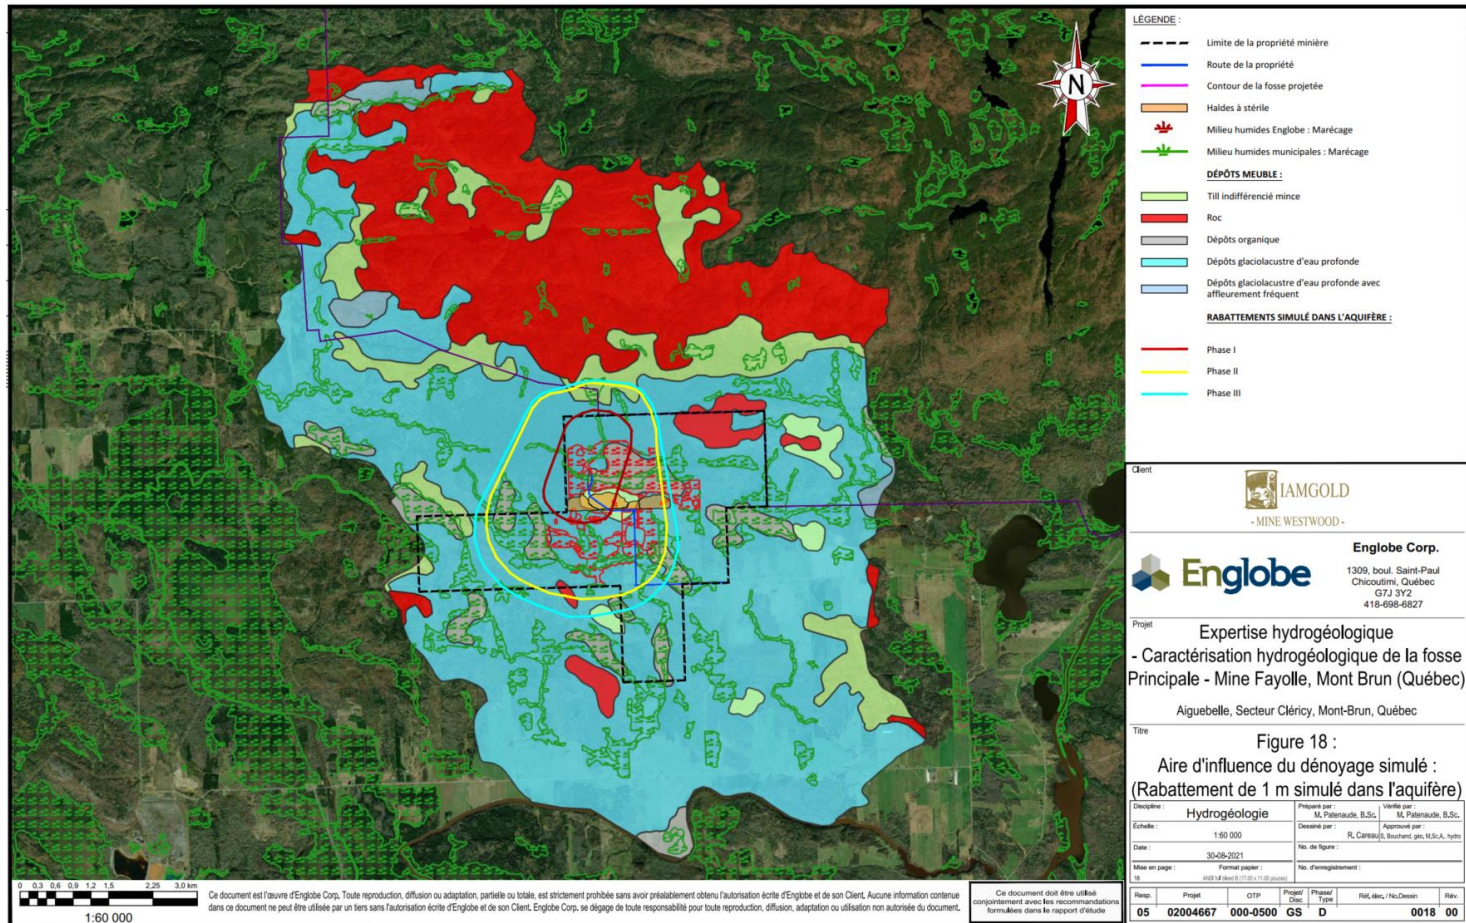 LÉGENDE :
Limite de la propriété minière
Route de la propriété
Contour de la fosse projetée
Haldes à stérile
Milieu humides Englobe : Marécage
Milieu humides municipales : Marécage
DÉPÔTS MEUBLE :
Till indifférencié mince
Roc
Dépôts organique
Dépôts glaciolacustre d'eau profonde
Dépôts glaciolacustre d'eau profonde avec
affleurement fréquent
RABATTEMENTS SIMULÉ DANS L'AQUIFÈRE :
Phase I
Phase II
Phase III
N
Client
IAMGOLD
- MINE WESTWOOD -
Englobe
Englobe Corp.
1309, boul. Saint-Paul
Chicoutimi, Québec
G7J 3Y2
418-698-6827
Projet
Expertise hydrogéologique
- Caractérisation hydrogéologique de la fosse
Principale - Mine Fayolle, Mont Brun (Québec)
Aiguebelle, Secteur Cléricy, Mont-Brun, Québec
Titre
Figure 18 :
Aire d'influence du dénoyage simulé :
(Rabattement de 1 m simulé dans l'aquifère)
Discipline :
Hydrogéologie
Préparé par :
M. Patenaude, B.Sc.
Vérifié par :
M. Patenaude, B.Sc.
Échelle :
1:60 000
Dessiné par :
R. Careau
Approuvé par :
S. Bouchard, géo, M.Sc.A., hydro
Date :
30-08-2021
No. de figure :
Mise en page :
18
Format papier :
No. d'enregistrement :
Resp. Projet OTP Projet/ Disc Phase/ Type Réf. élec. / No.Dessin Rév.
05 02004667 000-0500 GS D 0018 00
0 0,3 0,6 0,9 1,2 1,5 2,25 3,0 km
1:60 000
Ce document est l'œuvre d'Englobe Corp. Toute reproduction, diffusion ou adaptation, partielle ou totale, est strictement prohibée sans avoir préalablement obtenu l'autorisation écrite d'Englobe et de son Client. Aucune information contenue
dans ce document ne peut être utilisée par un tiers sans l'autorisation écrite d'Englobe et de son Client. Englobe Corp. se dégage de toute responsabilité pour toute reproduction, diffusion, adaptation ou utilisation non autorisée du document.
Ce document doit être utilisé
conjointement avec les recommandations
formulées dans le rapport d'étude